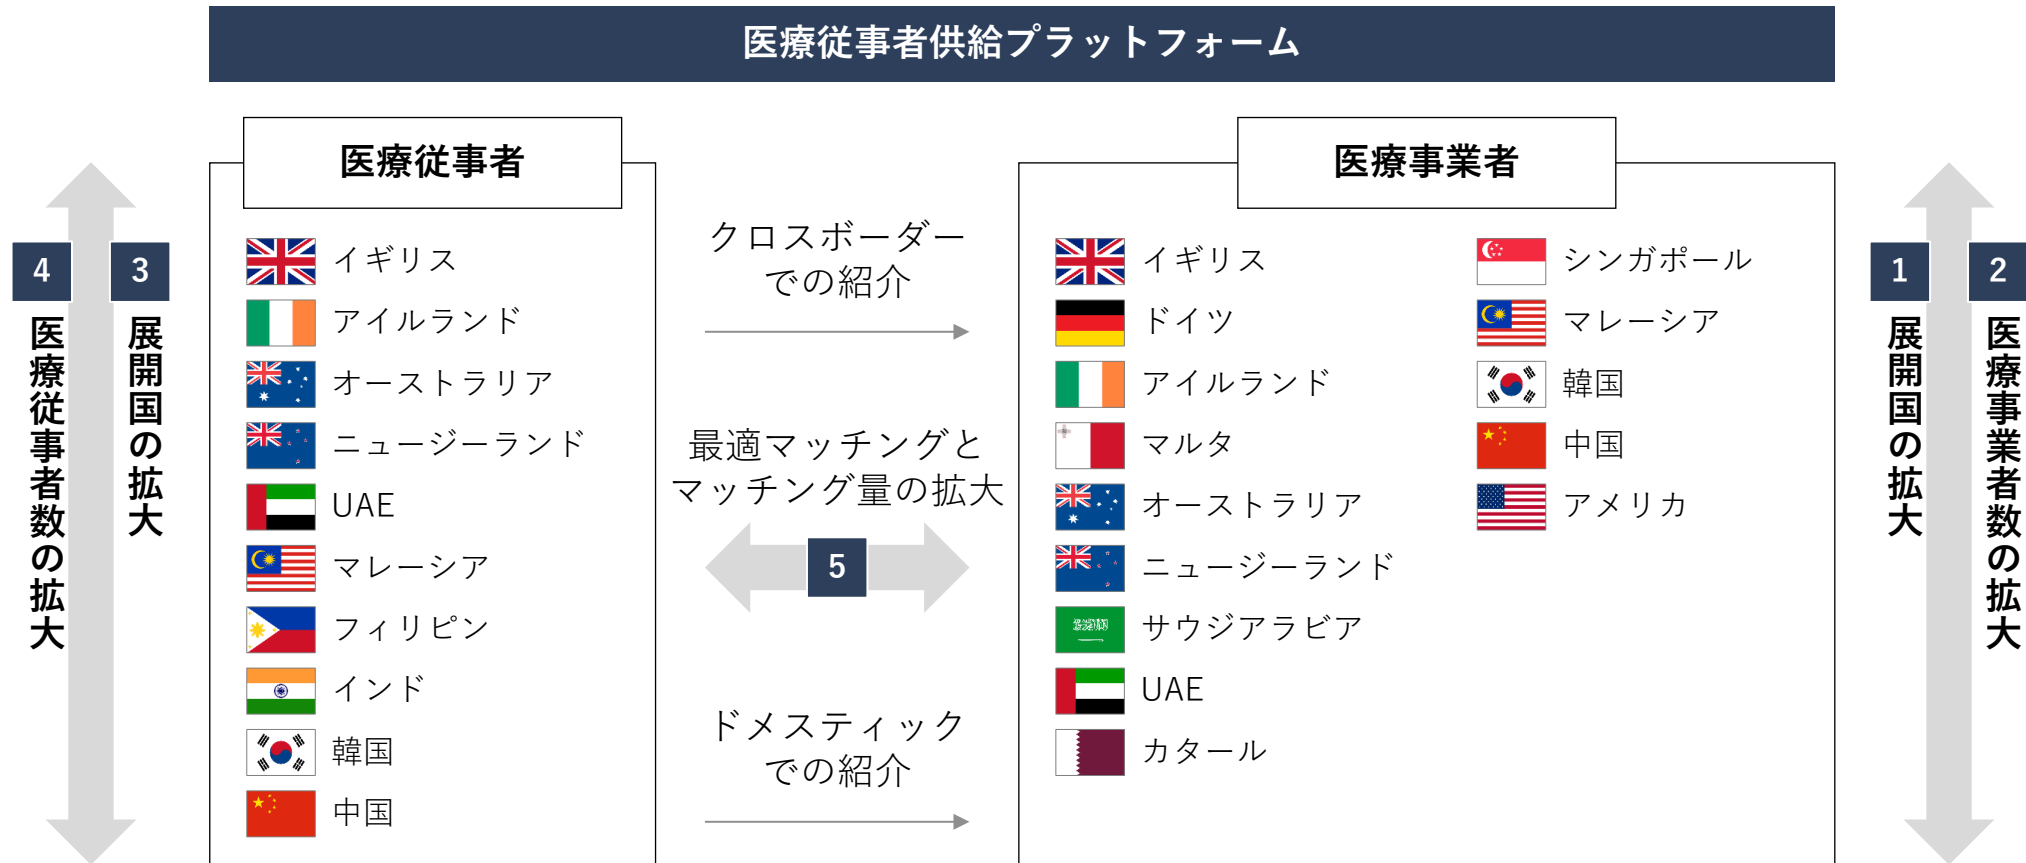 医療従事者供給プラットフォーム
4
医療従事者数の拡大
3
展開国の拡大
医療従事者
イギリス
アイルランド
オーストラリア
ニュージーランド
UAE
マレーシア
フィリピン
インド
韓国
中国
クロスボーダー
での紹介
最適マッチングと
マッチング量の拡大
5
ドメスティック
での紹介
医療事業者
イギリス
ドイツ
アイルランド
マルタ
オーストラリア
ニュージーランド
サウジアラビア
UAE
カタール
シンガポール
マレーシア
韓国
中国
アメリカ
1
展開国の拡大
2
医療事業者数の拡大